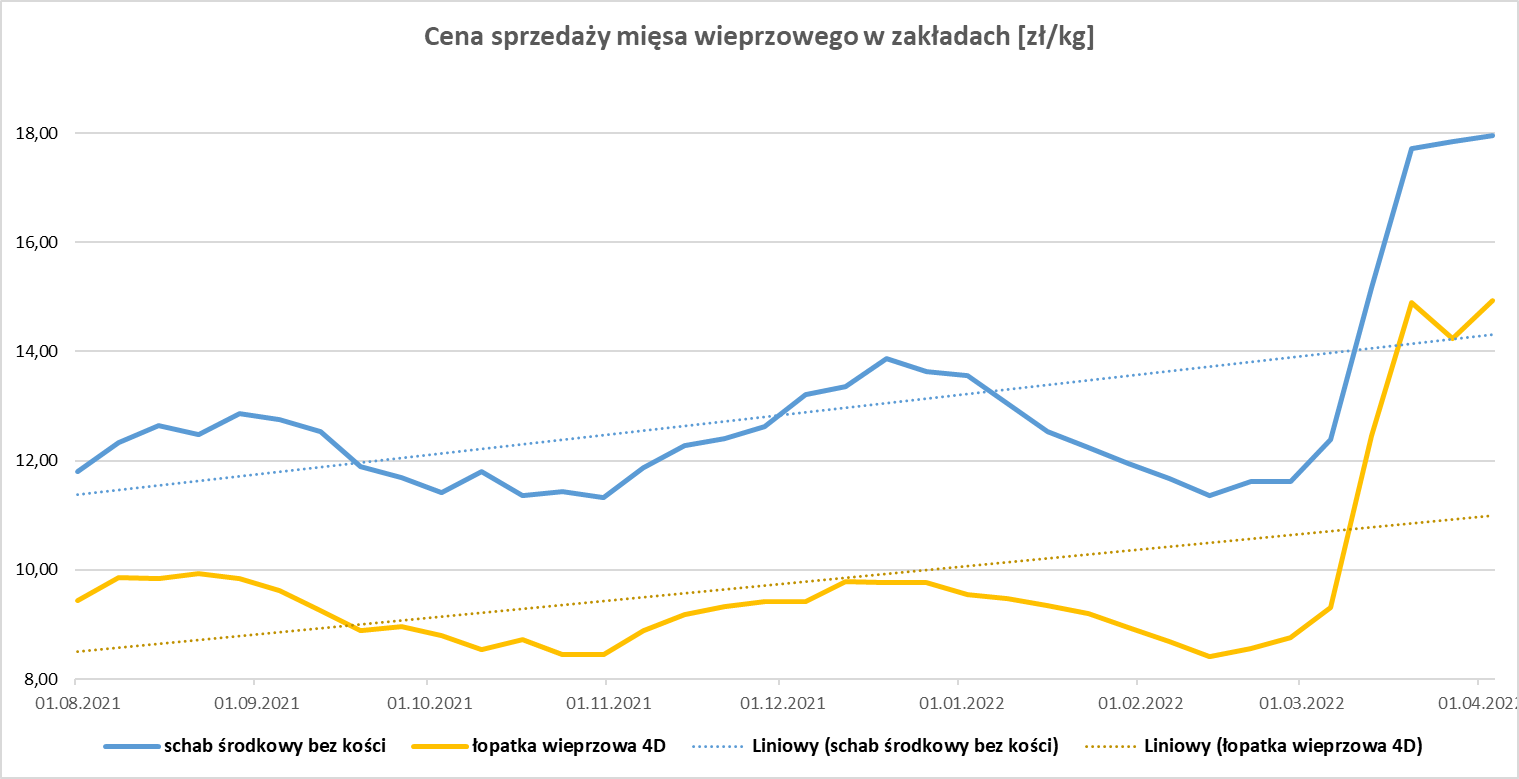 Cena sprzedaży mięsa wieprzowego w zakładach [zł/kg]
18,00
16,00
14,00
12,00
10,00
8,00
01.08.2021 01.09.2021 01.10.2021 01.11.2021 01.12.2021 01.01.2022 01.02.2022 01.03.2022 01.04.2022
schab środkowy bez kości łopatka wieprzowa 4D Liniowy (schab środkowy bez kości) Liniowy (łopatka wieprzowa 4D)